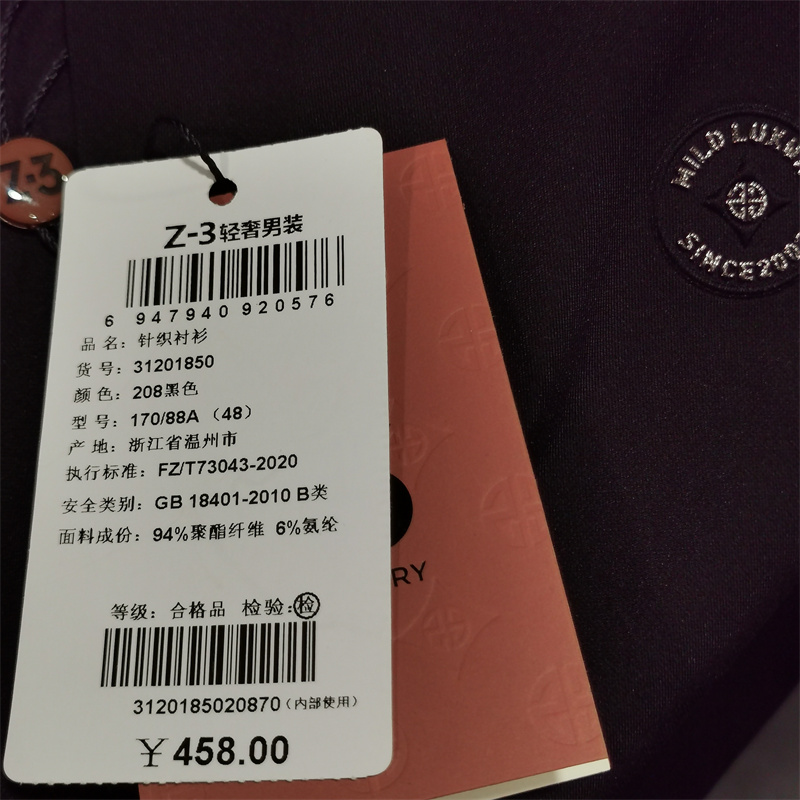 Z-3
Z-3轻奢男装
6 947940 920576
品 名：针织衬衫
货 号：31201850
颜 色：208黑色
型 号：170/88A （48）
产 地：浙江省温州市
执行标准：FZ/T73043-2020
安全类别：GB 18401-2010 B类
面料成份：94%聚酯纤维 6%氨纶
等级：合格品 检验：检
3120185020870（内部使用）
￥458.00
RY
MILD LUXU
SINCE200